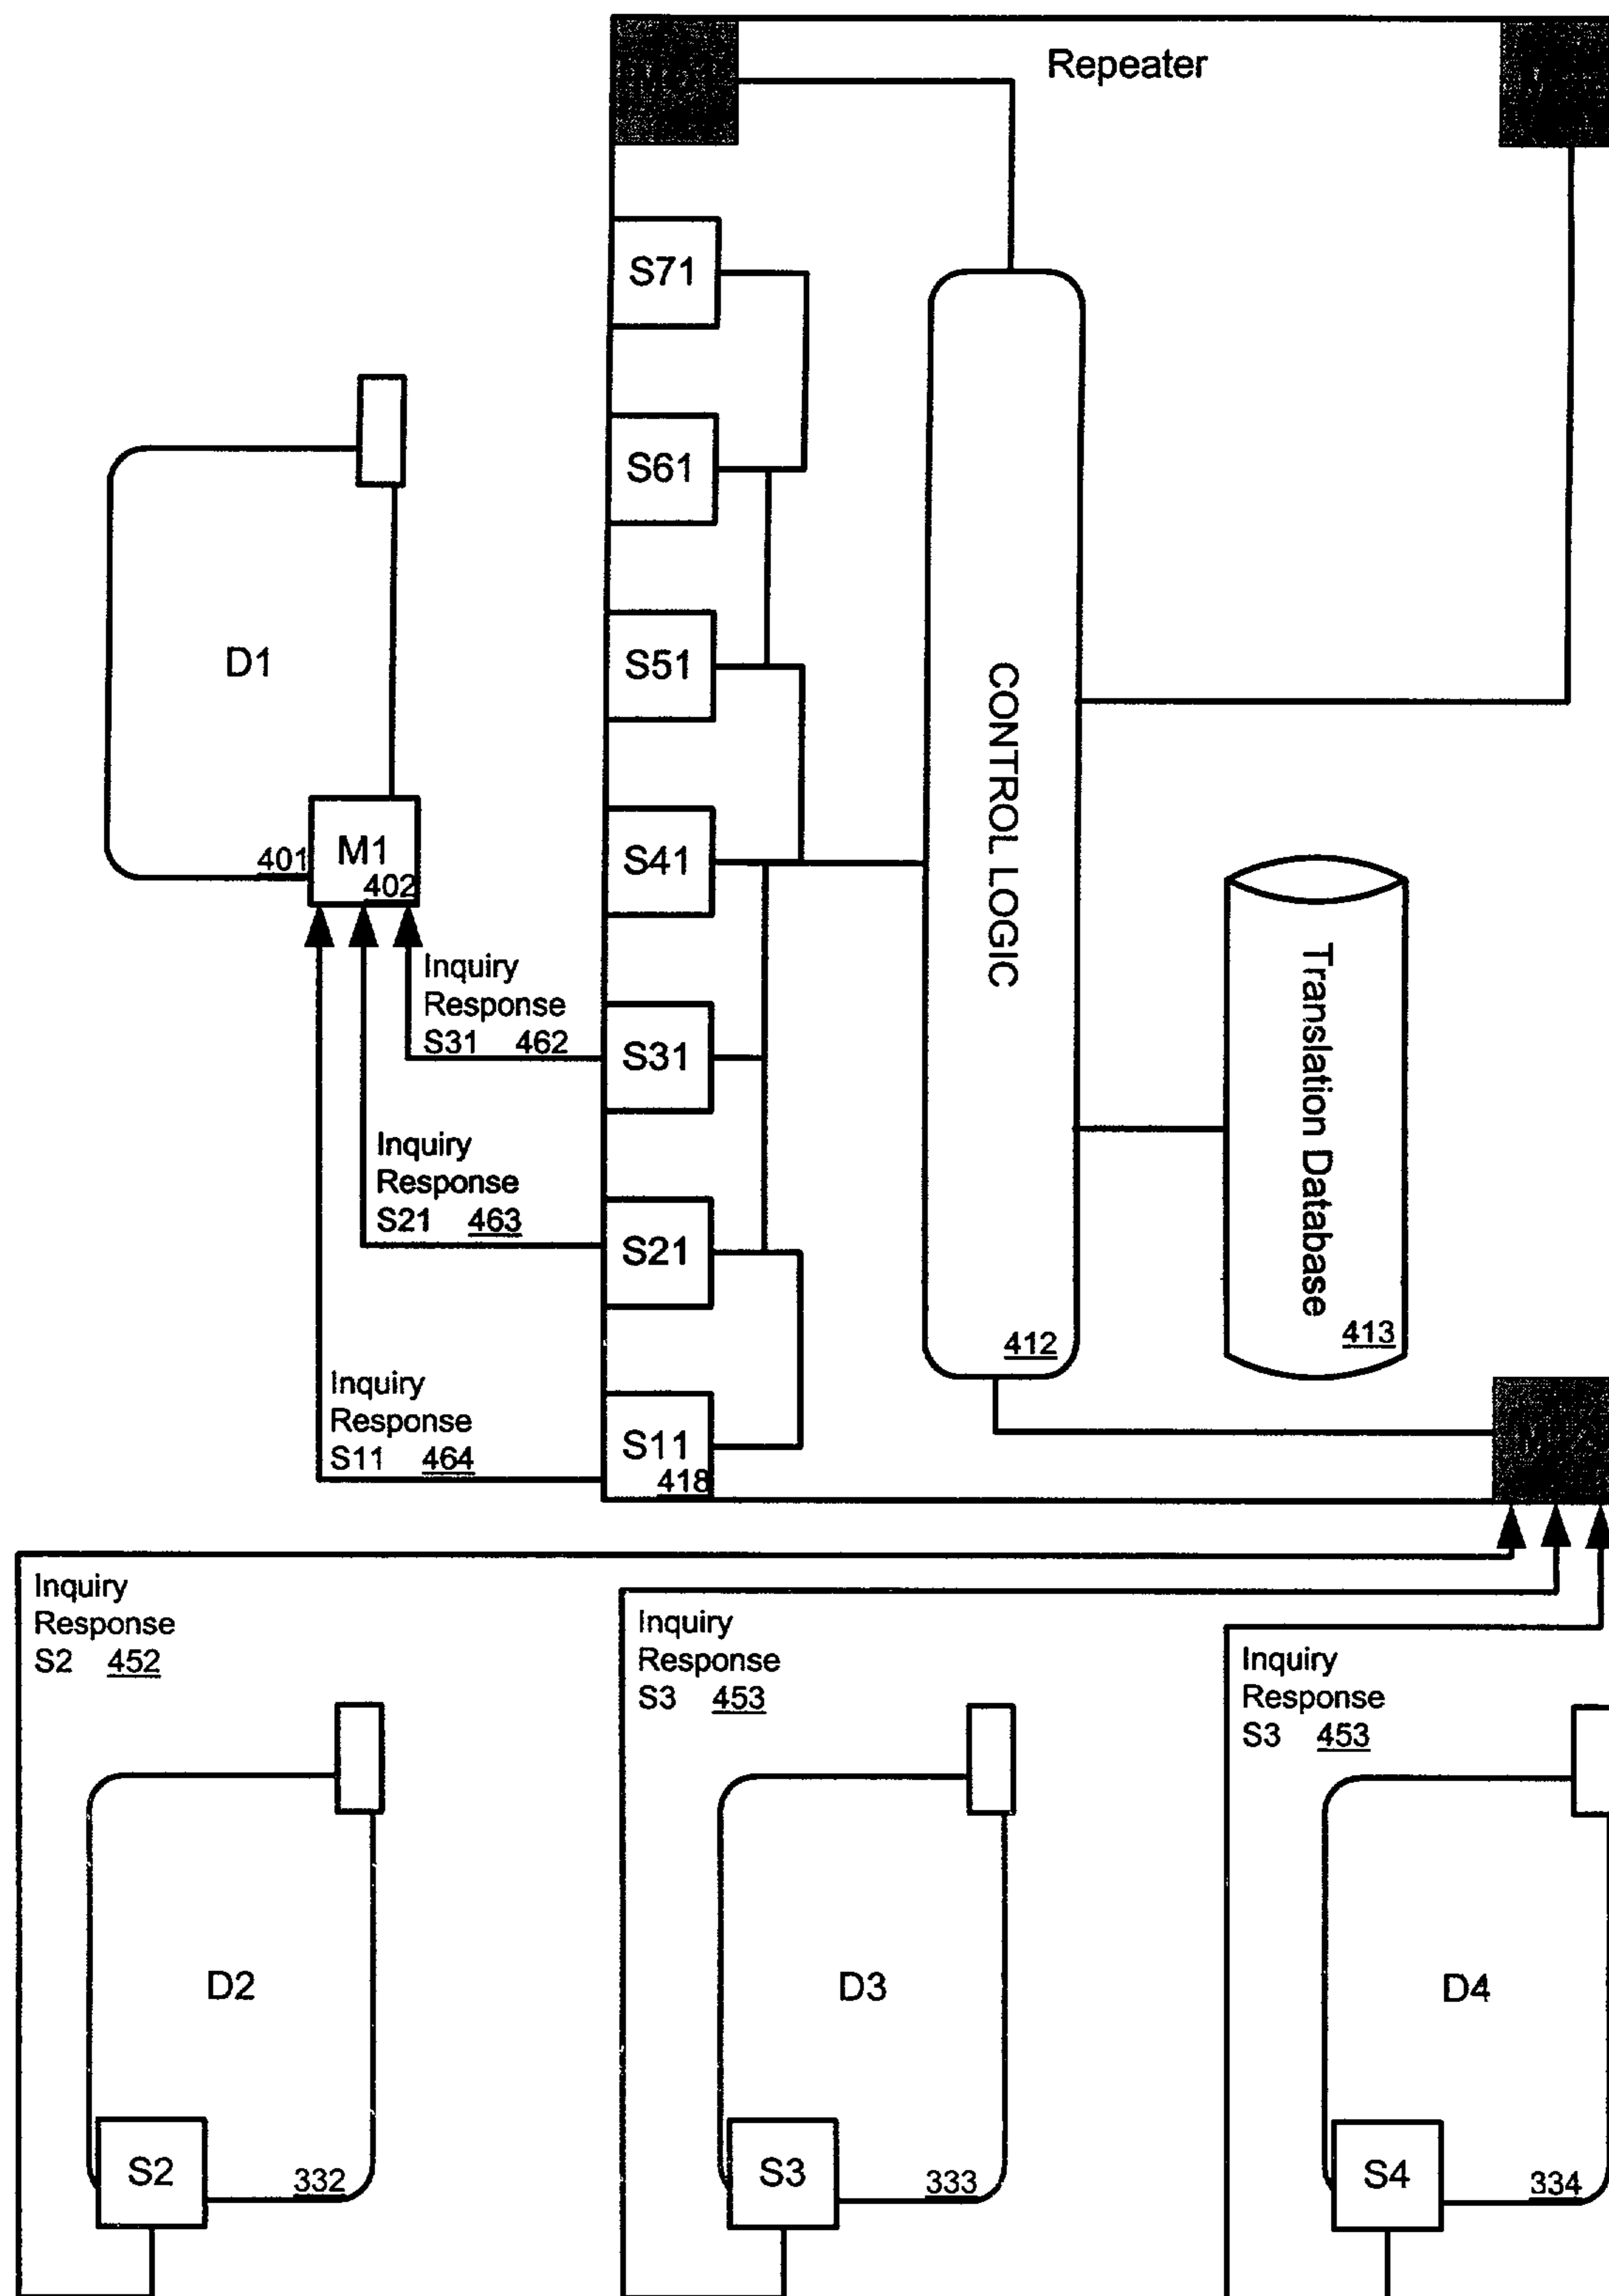 Repeater
S71
S61
D1
S51
CONTROL LOGIC
401
M1
402
S41
Inquiry
Response
S31 462
S31
Translation Database
Inquiry
Response
S21 463
S21
412
413
Inquiry
Response
S11 464
S11
418
Inquiry
Response
S2 452
Inquiry
Response
S3 453
Inquiry
Response
S3 453
D2
D3
D4
S2
332
S3
333
S4
334